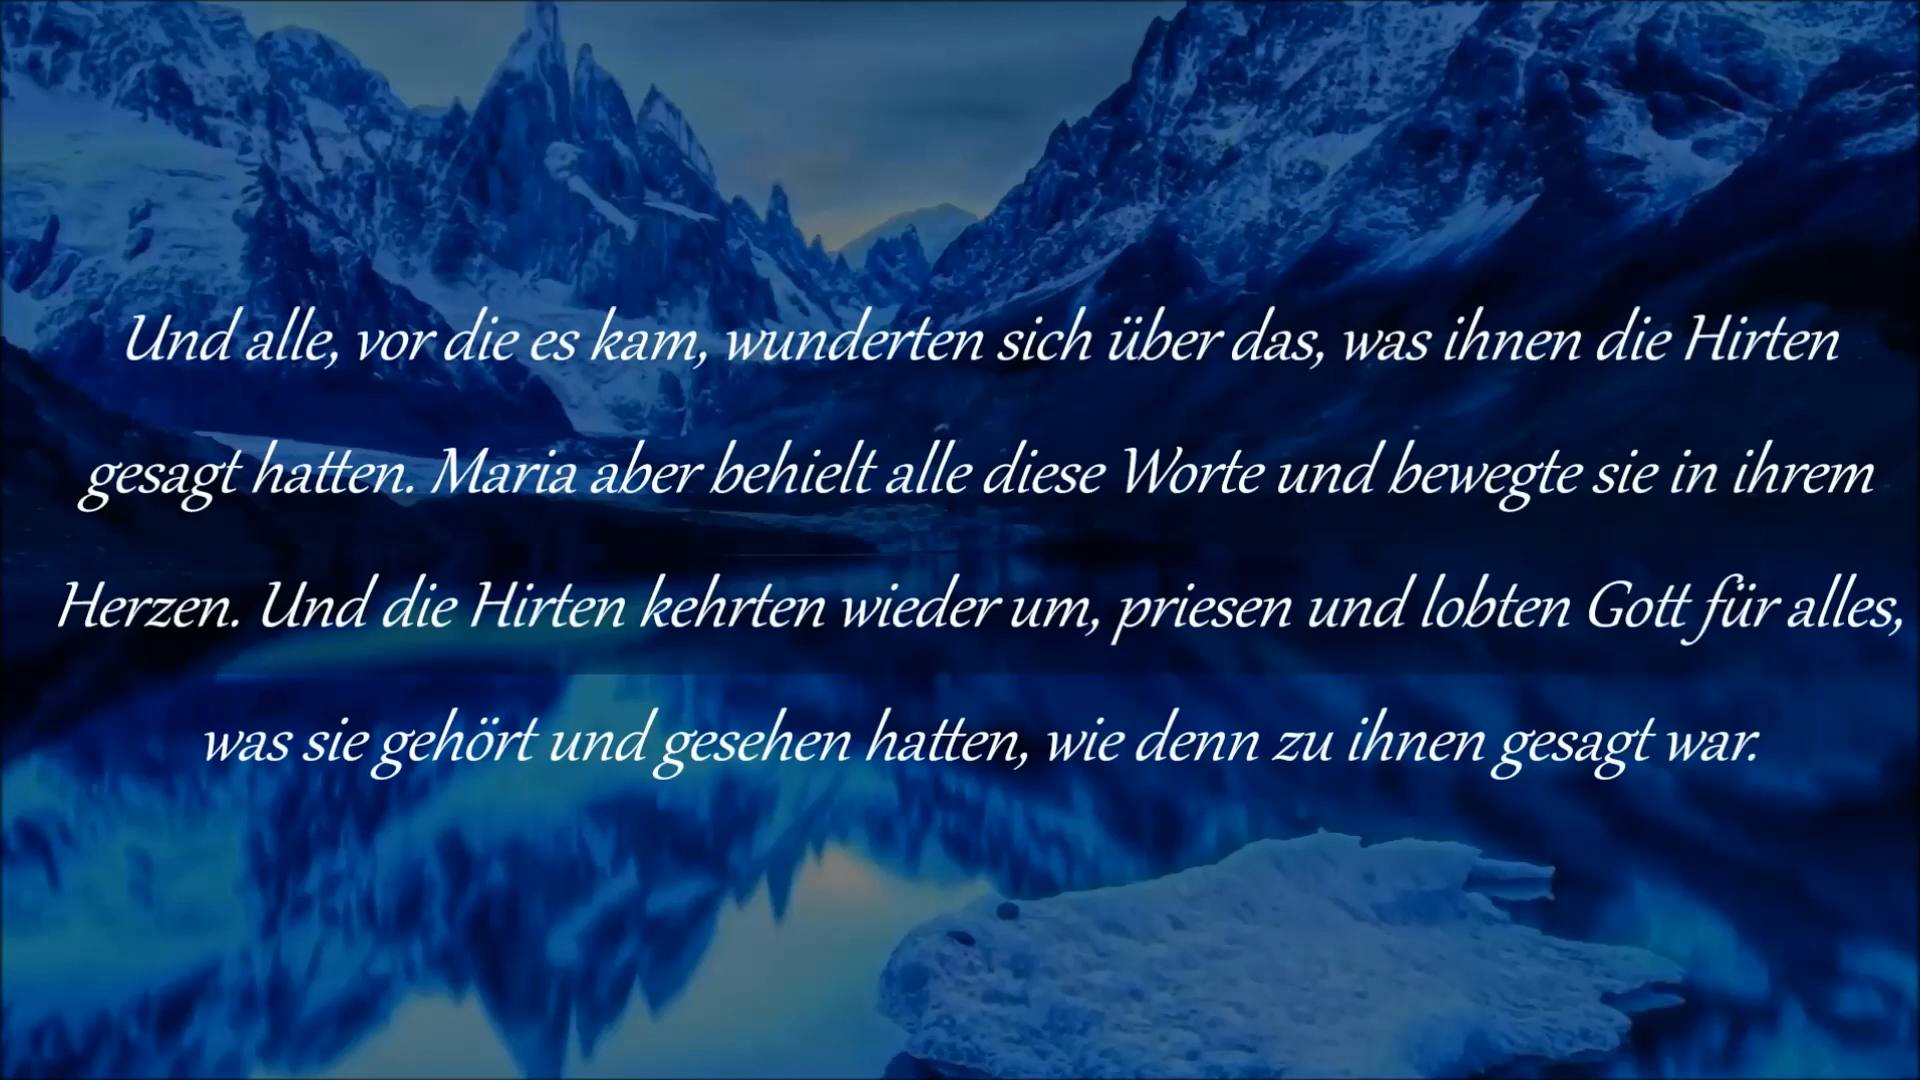 Und alle, vor die es kam, wunderten sich über das, was ihnen die Hirten
gesagt hatten. Maria aber behielt alle diese Worte und bewegte sie in ihrem
Herzen. Und die Hirten kehrten wieder um, priesen und lobten Gott für alles,
was sie gehört und gesehen hatten, wie denn zu ihnen gesagt war.